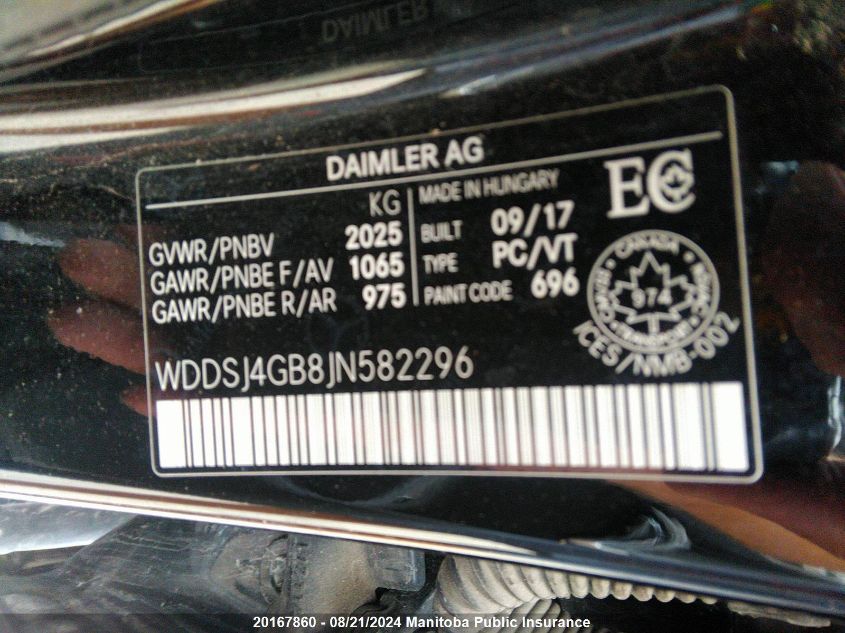 DAIMLER AG
KG
GVWR/PNBV 2025
GAWR/PNBE F/AV 1065
GAWR/PNBE R/AR 975
MADE IN HUNGARY
BUILT 09/17
TYPE PC/VT
PAINT CODE 696
EC
CANADA
974
TRANSPORT
ICES/NMB-002
WDDSJ4GB8JN582296
20167860 - 08/21/2024 Manitoba Public Insurance
DAIMLER